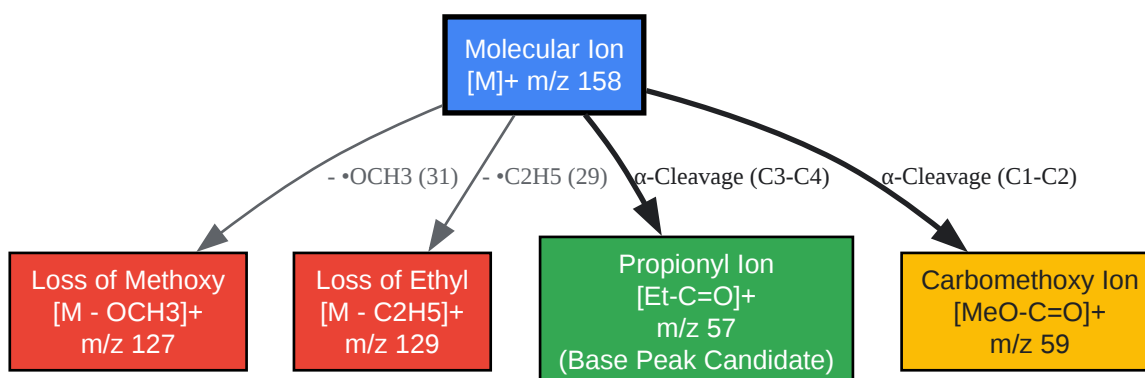 Molecular Ion
[M]+ m/z 158
- •OCH3 (31)
- •C2H5 (29)
α-Cleavage (C3-C4)
α-Cleavage (C1-C2)
Loss of Methoxy
[M - OCH3]+
m/z 127
Loss of Ethyl
[M - C2H5]+
m/z 129
Propionyl Ion
[Et-C=O]+
m/z 57
(Base Peak Candidate)
Carbomethoxy Ion
[MeO-C=O]+
m/z 59